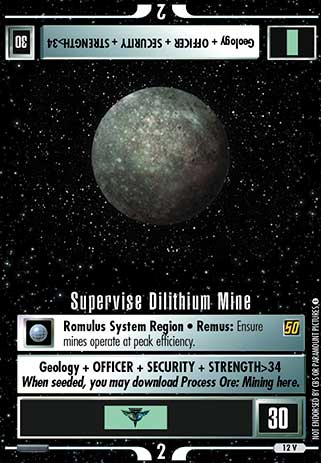 2
Geology + OFFICER + SECURITY + STRENGTH>34
30
Supervise Dilithium Mine
Romulus System Region • Remus: Ensure
mines operate at peak efficiency.
50
Geology + OFFICER + SECURITY + STRENGTH>34
When seeded, you may download Process Ore: Mining here.
30
2
12 V
NOT ENDORSED BY CBS OR PARAMOUNT PICTURES.